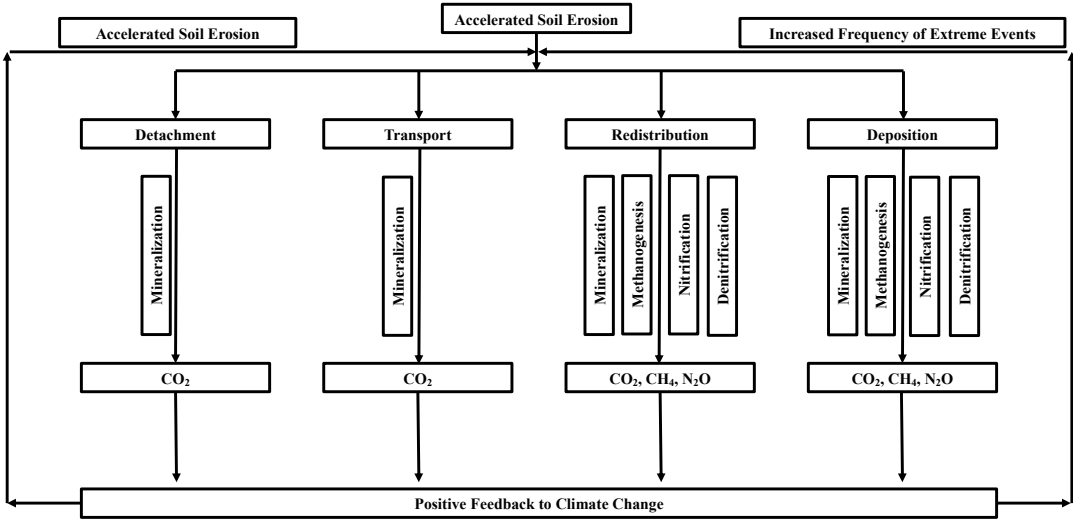 Accelerated Soil Erosion
Accelerated Soil Erosion
Increased Frequency of Extreme Events
Detachment
Transport
Redistribution
Deposition
Mineralization
Mineralization
Mineralization
Methanogenesis
Nitrification
Denitrification
Mineralization
Methanogenesis
Nitrification
Denitrification
CO₂
CO₂
CO₂, CH₄, N₂O
CO₂, CH₄, N₂O
Positive Feedback to Climate Change